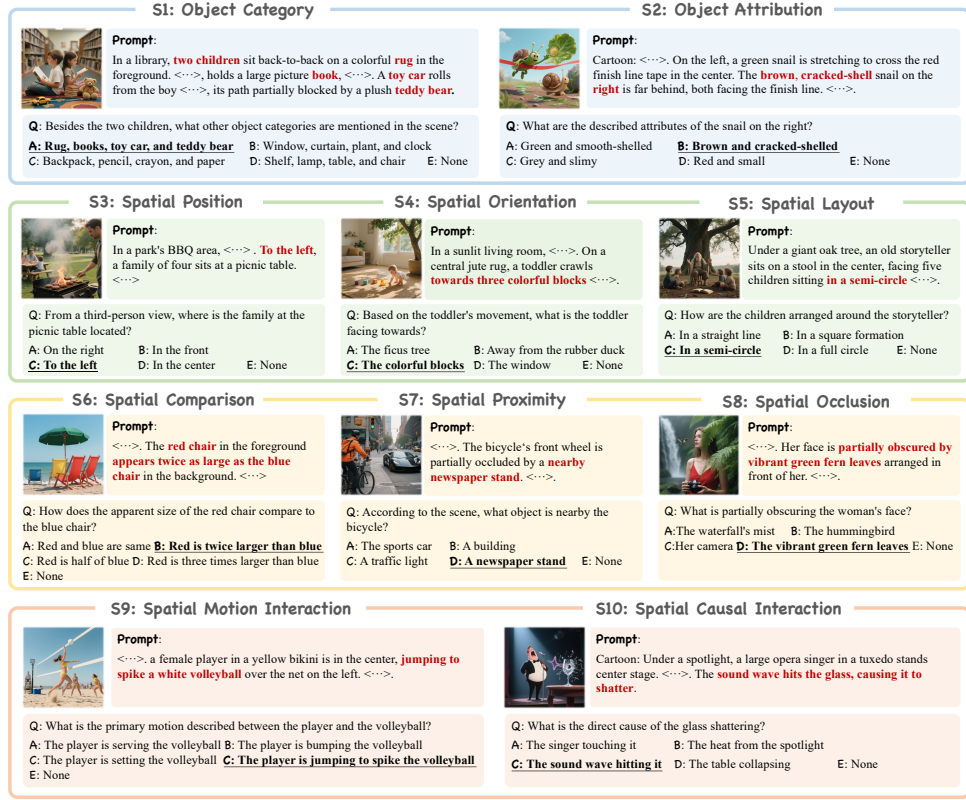 S1: Object Category
Prompt:
In a library, two children sit back-to-back on a colorful rug in the
foreground. <···>, holds a large picture book, <···>. A toy car rolls
from the boy <···>, its path partially blocked by a plush teddy bear.
Q: Besides the two children, what other object categories are mentioned in the scene?
A: Rug, books, toy car, and teddy bear B: Window, curtain, plant, and clock
C: Backpack, pencil, crayon, and paper D: Shelf, lamp, table, and chair E: None
S2: Object Attribution
Prompt:
Cartoon: <···>. On the left, a green snail is stretching to cross the red
finish line tape in the center. The brown, cracked-shell snail on the
right is far behind, both facing the finish line. <···>.
Q: What are the described attributes of the snail on the right?
A: Green and smooth-shelled B: Brown and cracked-shelled
C: Grey and slimy D: Red and small E: None
S3: Spatial Position
Prompt:
In a park's BBQ area, <···> . To the left,
a family of four sits at a picnic table.
<···>
Q: From a third-person view, where is the family at the
picnic table located?
A: On the right B: In the front
C: To the left D: In the center E: None
S4: Spatial Orientation
Prompt:
In a sunlit living room, <···>. On a
central jute rug, a toddler crawls
towards three colorful blocks <···>.
Q: Based on the toddler's movement, what is the toddler
facing towards?
A: The ficus tree B: Away from the rubber duck
C: The colorful blocks D: The window E: None
S5: Spatial Layout
Prompt:
Under a giant oak tree, an old storyteller
sits on a stool in the center, facing five
children sitting in a semi-circle <···>.
Q: How are the children arranged around the storyteller?
A: In a straight line B: In a square formation
C: In a semi-circle D: In a full circle E: None
S6: Spatial Comparison
Prompt:
<···>. The red chair in the foreground
appears twice as large as the blue
chair in the background. <···>
Q: How does the apparent size of the red chair compare to
the blue chair?
A: Red and blue are same B: Red is twice larger than blue
C: Red is half of blue D: Red is three times larger than blue
E: None
S7: Spatial Proximity
Prompt:
<···>. The bicycle's front wheel is
partially occluded by a nearby
newspaper stand. <···>.
Q: According to the scene, what object is nearby the
bicycle?
A: The sports car B: A building
C: A traffic light D: A newspaper stand E: None
S8: Spatial Occlusion
Prompt:
<···>. Her face is partially obscured by
vibrant green fern leaves arranged in
front of her. <···>.
Q: What is partially obscuring the woman's face?
A:The waterfall's mist B: The hummingbird
C:Her camera D: The vibrant green fern leaves E: None
S9: Spatial Motion Interaction
Prompt:
<···>. a female player in a yellow bikini is in the center, jumping to
spike a white volleyball over the net on the left. <···>.
Q: What is the primary motion described between the player and the volleyball?
A: The player is serving the volleyball B: The player is bumping the volleyball
C: The player is setting the volleyball C: The player is jumping to spike the volleyball
E: None
S10: Spatial Causal Interaction
Prompt:
Cartoon: Under a spotlight, a large opera singer in a tuxedo stands
center stage. <···>. The sound wave hits the glass, causing it to
shatter.
Q: What is the direct cause of the glass shattering?
A: The singer touching it B: The heat from the spotlight
C: The sound wave hitting it D: The table collapsing E: None